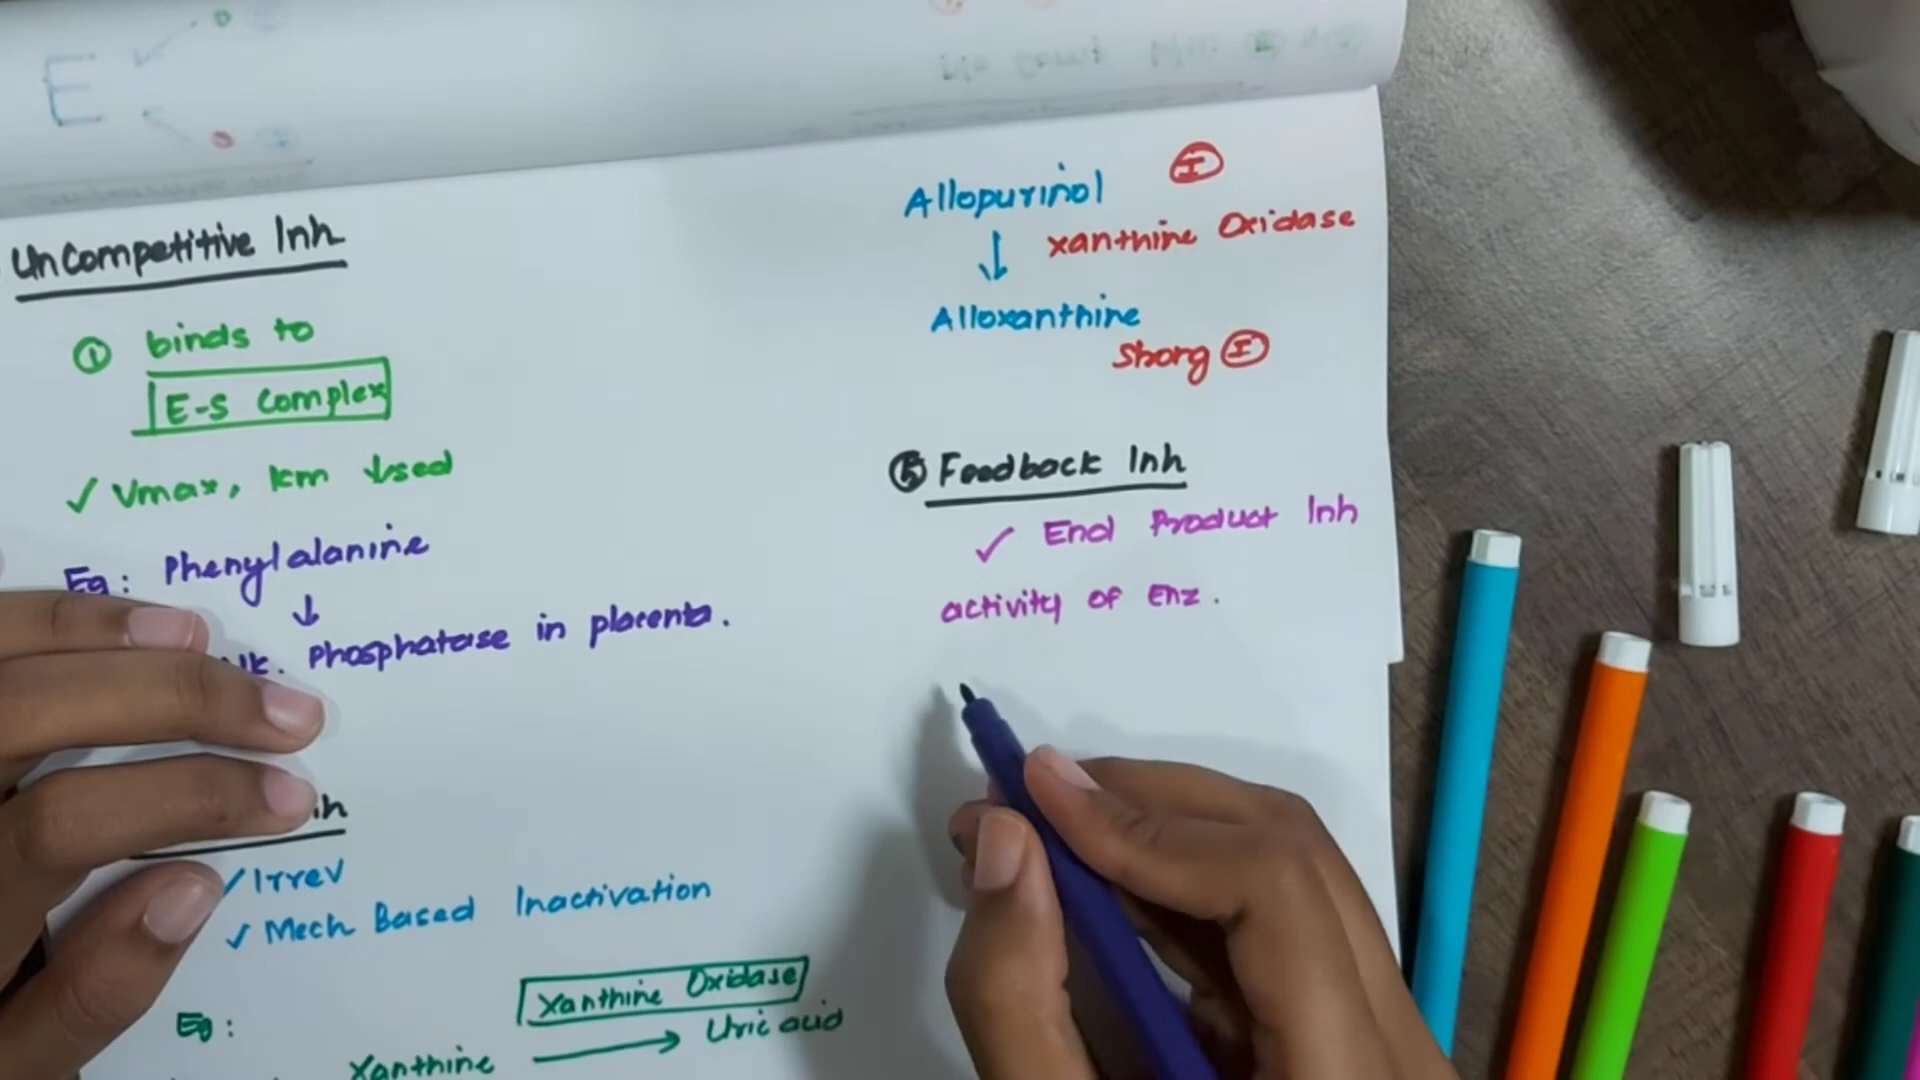 E
UnCompetitive Inh
① binds to
E-S Complex
✓ Vmax, km ↓sed
Eg: Phenylalanine
↓
Phosphatase in placenta.
✓ Irrev
✓ Mech Based Inactivation
Eg:
Xanthine Oxidase
Xanthine → Uric acid
Allopurinol Ⓘ
↓ xanthine Oxidase
Alloxanthine
Strong Ⓘ
⑤ Feedback Inh
✓ End Product Inh
activity of Enz.